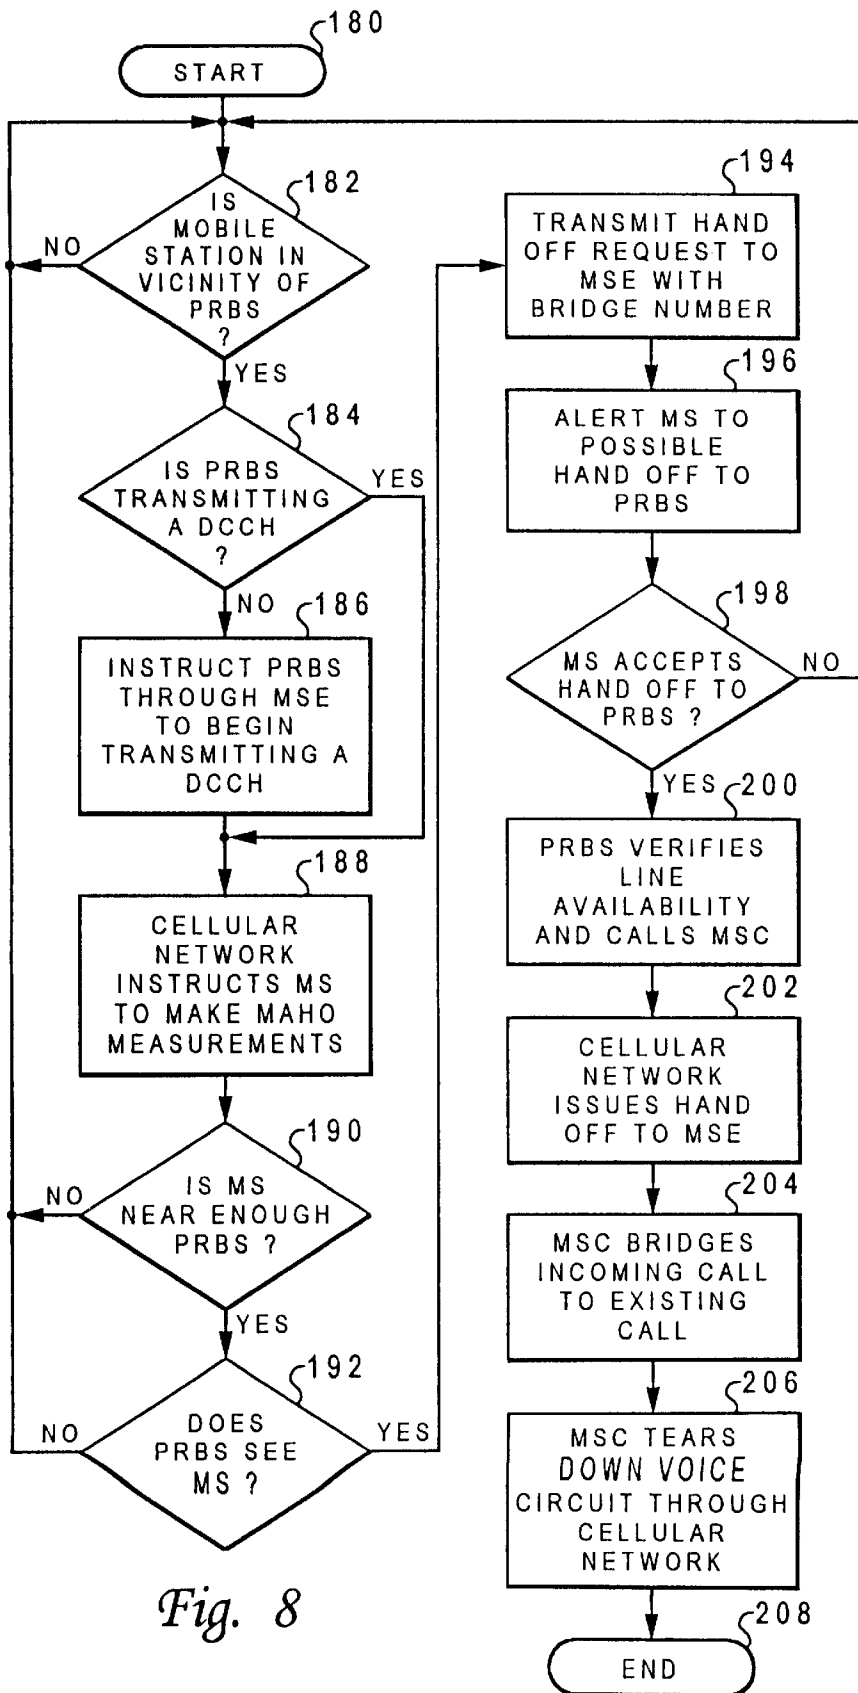 180
START
182
IS
MOBILE
STATION IN
VICINITY OF
PRBS
?
NO
YES
184
IS PRBS
TRANSMITTING
A DCCH
?
YES
NO
186
INSTRUCT PRBS
THROUGH MSE
TO BEGIN
TRANSMITTING A
DCCH
188
CELLULAR
NETWORK
INSTRUCTS MS
TO MAKE MAHO
MEASUREMENTS
190
IS MS
NEAR ENOUGH
PRBS ?
NO
YES
192
DOES
PRBS SEE
MS ?
NO
YES
194
TRANSMIT HAND
OFF REQUEST TO
MSE WITH
BRIDGE NUMBER
196
ALERT MS TO
POSSIBLE
HAND OFF TO
PRBS
198
MS ACCEPTS
HAND OFF TO
PRBS ?
NO
YES
200
PRBS VERIFIES
LINE
AVAILABILITY
AND CALLS MSC
202
CELLULAR
NETWORK
ISSUES HAND
OFF TO MSE
204
MSC BRIDGES
INCOMING CALL
TO EXISTING
CALL
206
MSC TEARS
DOWN VOICE
CIRCUIT THROUGH
CELLULAR
NETWORK
208
END
Fig. 8